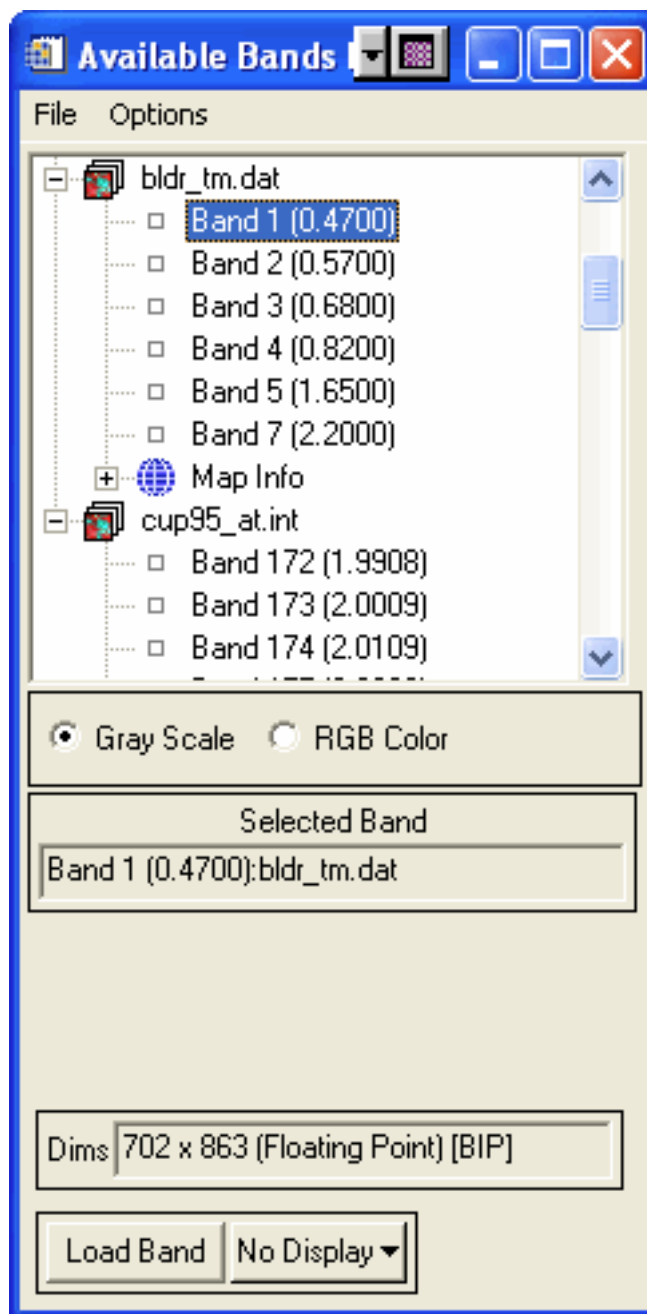 Available Bands
File Options
bldr_tm.dat
Band 1 (0.4700)
Band 2 (0.5700)
Band 3 (0.6800)
Band 4 (0.8200)
Band 5 (1.6500)
Band 7 (2.2000)
Map Info
cup95_at.int
Band 172 (1.9908)
Band 173 (2.0009)
Band 174 (2.0109)
Gray Scale RGB Color
Selected Band
Band 1 (0.4700):bldr_tm.dat
Dims 702 x 863 (Floating Point) [BIP]
Load Band No Display